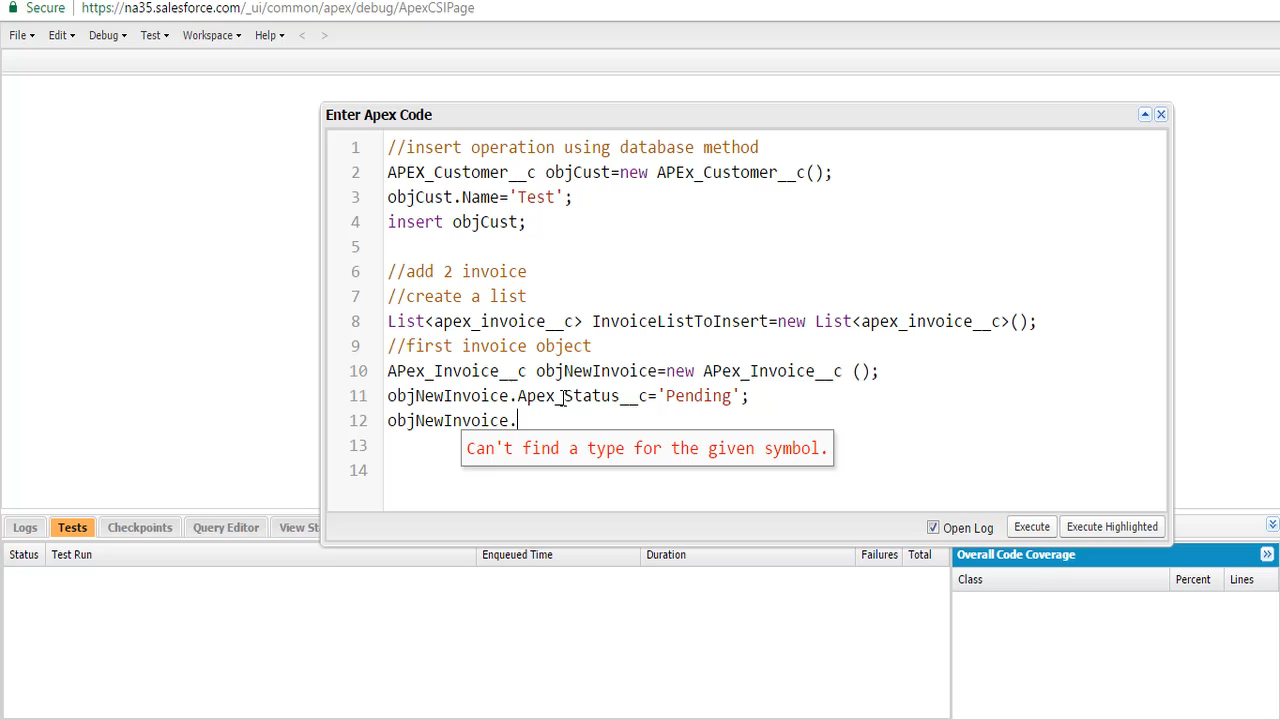 Secure https://na35.salesforce.com/_ui/common/apex/debug/ApexCSIPage
File Edit Debug Test Workspace Help < >
Enter Apex Code
1 //insert operation using database method
2 APEX_Customer__c objCust=new APEx_Customer__c();
3 objCust.Name='Test';
4 insert objCust;
5
6 //add 2 invoice
7 //create a list
8 List<apex_invoice__c> InvoiceListToInsert=new List<apex_invoice__c>();
9 //first invoice object
10 APex_Invoice__c objNewInvoice=new APex_Invoice__c ();
11 objNewInvoice.Apex_Status__c='Pending';
12 objNewInvoice.
13 Can't find a type for the given symbol.
14
Open Log Execute Execute Highlighted
Logs Tests Checkpoints Query Editor View St
Status Test Run Enqueued Time Duration Failures Total
Overall Code Coverage
Class Percent Lines